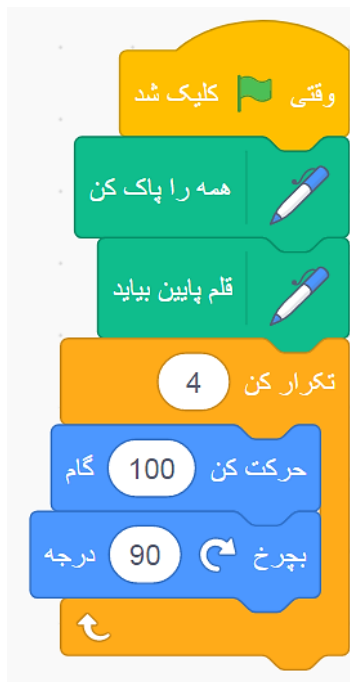 وقتی کلیک شد
همه را پاک کن
قلم پایین بیاید
تکرار کن 4
حرکت کن 100 گام
بچرخ 90 درجه